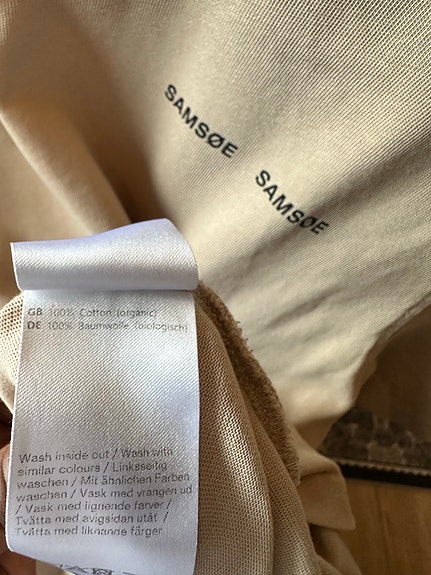 SAMSØE SAMSØE
GB 100% Cotton (organic)
DE 100% Baumwolle (biologisch)
Wash inside out / Wash with
similar colours / Linksseitig
waschen / Mit ähnlichen Farben
waschen / Vask med vrangen ud
/ Vask med lignende farver /
Tvätta med avigsidan utåt /
Tvätta med liknande färger